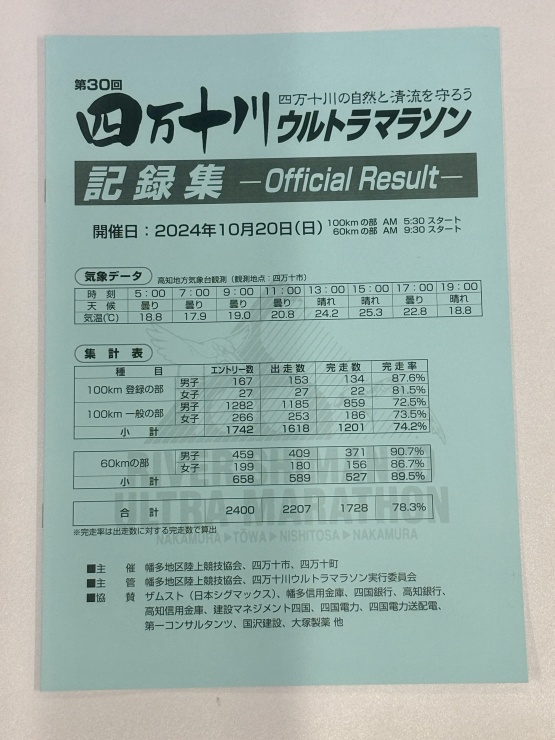 第30回
四万十川の自然と清流を守ろう
四万十川ウルトラマラソン
記録集 —Official Result—
開催日：2024年10月20日(日) 100kmの部 AM 5:30 スタート
60kmの部 AM 9:30 スタート
気象データ 高知地方気象台観測（観測地点：四万十市）
時刻 5：00 7：00 9：00 11：00 13：00 15：00 17：00 19：00
天候 曇り 曇り 曇り 曇り 晴れ 晴れ 曇り 晴れ
気温(℃) 18.8 17.9 19.0 20.8 24.2 25.3 22.8 18.8
集計表
種目 エントリー数 出走数 完走数 完走率
100km 登録の部 男子 167 153 134 87.6%
女子 27 27 22 81.5%
100km 一般の部 男子 1282 1185 859 72.5%
女子 266 253 186 73.5%
小計 1742 1618 1201 74.2%
60kmの部 男子 459 409 371 90.7%
女子 199 180 156 86.7%
小計 658 589 527 89.5%
ULTRA MARATHON
合計 2400 2207 1728 78.3%
※完走率は出走数に対する完走数で算出
NAKAMURA▶TOWA▶NISHITOSA▶NAKAMURA
■主催 幡多地区陸上競技協会、四万十市、四万十町
■主管 幡多地区陸上競技協会、四万十川ウルトラマラソン実行委員会
■協賛 ザムスト（日本シグマックス）、幡多信用金庫、四国銀行、高知銀行、
高知信用金庫、建設マネジメント四国、四国電力、四国電力送配電、
第一コンサルタンツ、国沢建設、大塚製薬 他